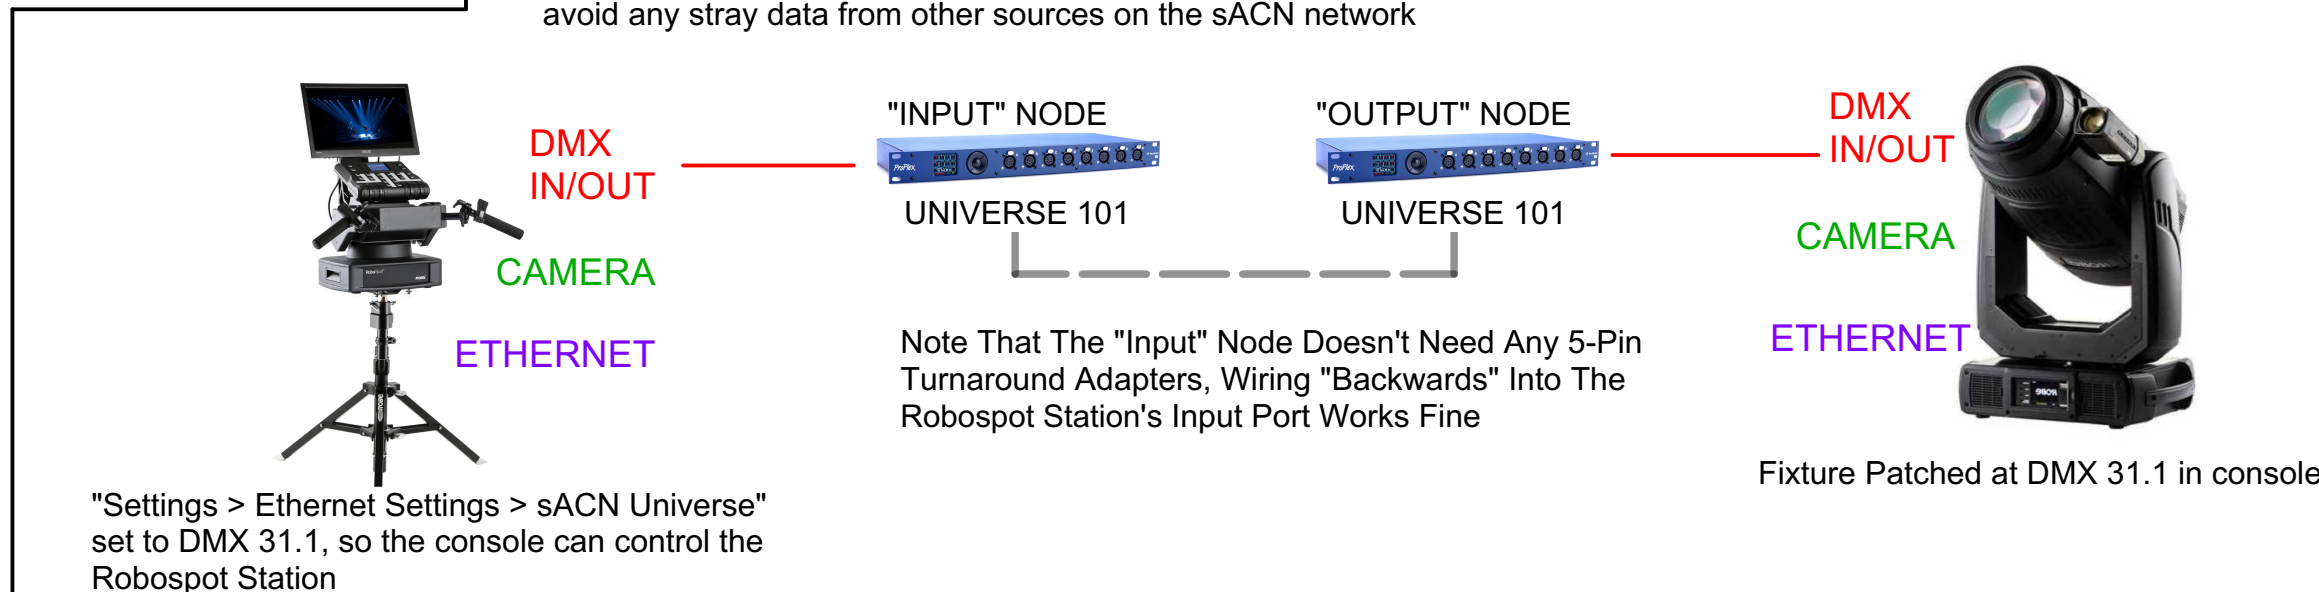 avoid any stray data from other sources on the sACN network
"INPUT" NODE
"OUTPUT" NODE
DMX
IN/OUT
DMX
IN/OUT
ProPlex
ProPlex
UNIVERSE 101
UNIVERSE 101
CAMERA
CAMERA
ETHERNET
ETHERNET
Note That The "Input" Node Doesn't Need Any 5-Pin
Turnaround Adapters, Wiring "Backwards" Into The
Robospot Station's Input Port Works Fine
ROBE
Fixture Patched at DMX 31.1 in console
"Settings > Ethernet Settings > sACN Universe"
set to DMX 31.1, so the console can control the
Robospot Station